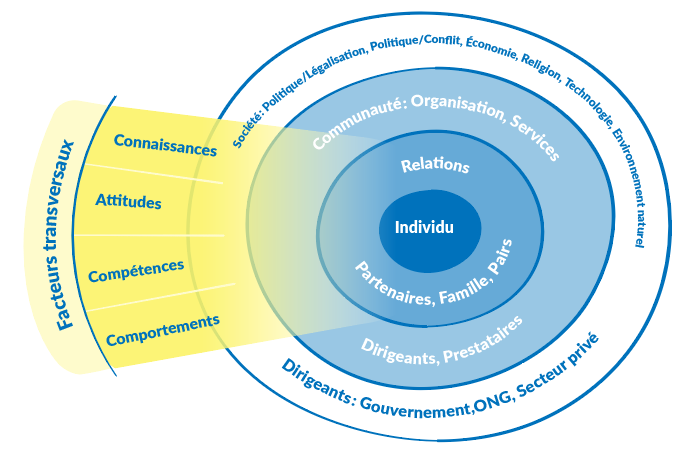 Société: Politique/Légalisation, Politique/Conflit, Économie, Religion, Technologie, Environnement naturel
Communauté: Organisation, Services
Relations
Individu
Partenaires, Famille, Pairs
Dirigeants, Prestataires
Dirigeants: Gouvernement,ONG, Secteur privé
Facteurs transversaux
Connaissances
Attitudes
Compétences
Comportements